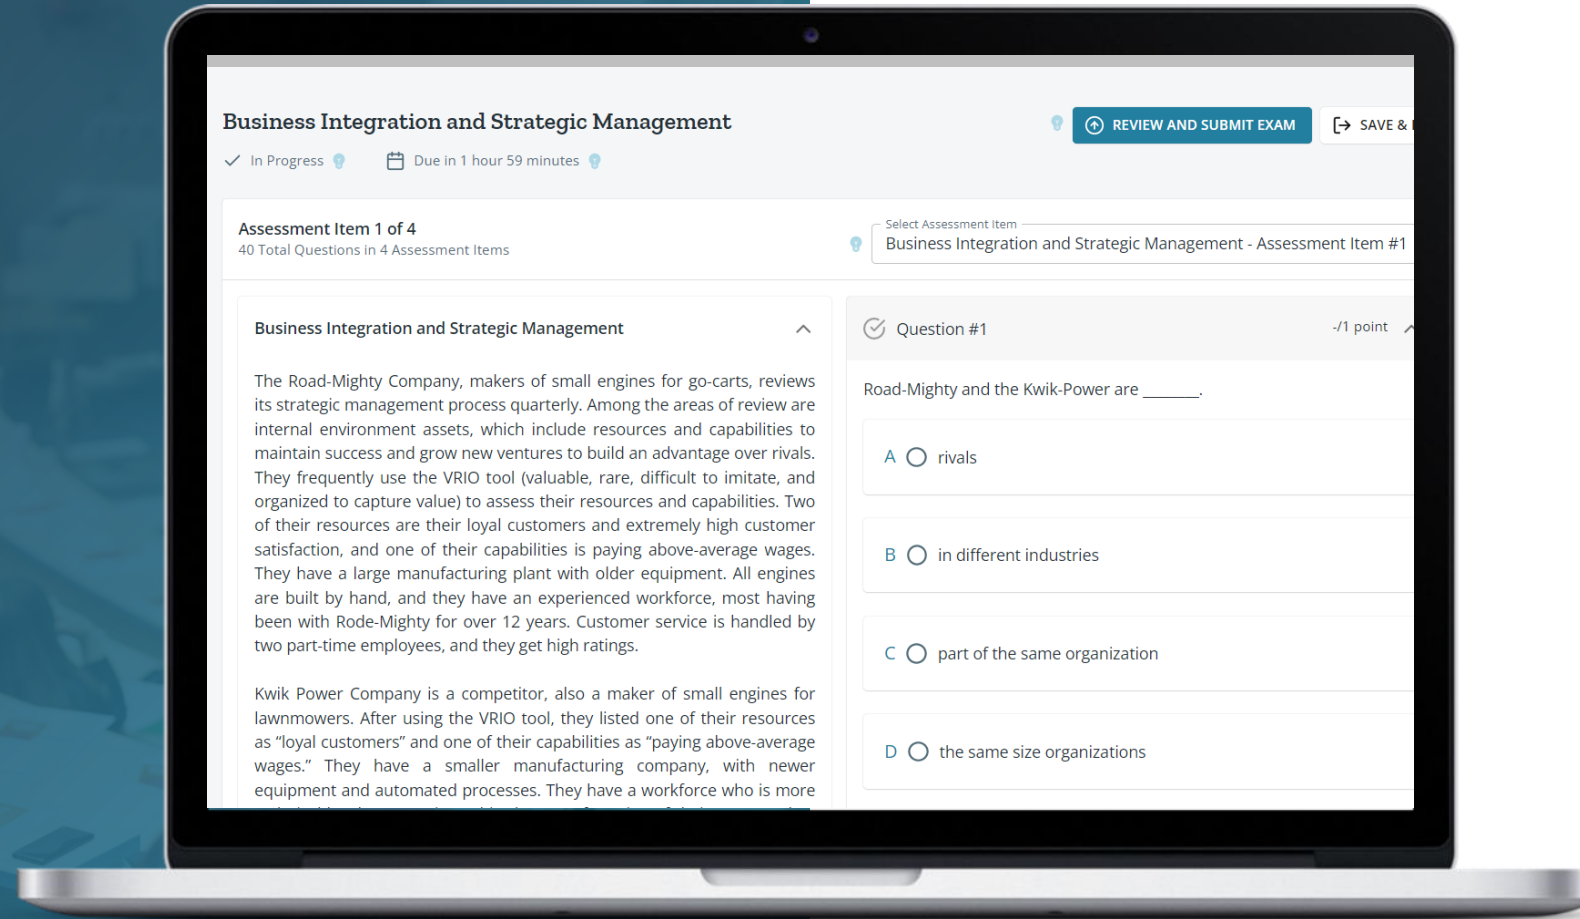 Business Integration and Strategic Management
REVIEW AND SUBMIT EXAM
SAVE &
In Progress
Due in 1 hour 59 minutes
Assessment Item 1 of 4
40 Total Questions in 4 Assessment Items
Select Assessment Item
Business Integration and Strategic Management - Assessment Item #1
Business Integration and Strategic Management
The Road-Mighty Company, makers of small engines for go-carts, reviews
its strategic management process quarterly. Among the areas of review are
internal environment assets, which include resources and capabilities to
maintain success and grow new ventures to build an advantage over rivals.
They frequently use the VRIO tool (valuable, rare, difficult to imitate, and
organized to capture value) to assess their resources and capabilities. Two
of their resources are their loyal customers and extremely high customer
satisfaction, and one of their capabilities is paying above-average wages.
They have a large manufacturing plant with older equipment. All engines
are built by hand, and they have an experienced workforce, most having
been with Rode-Mighty for over 12 years. Customer service is handled by
two part-time employees, and they get high ratings.
Kwik Power Company is a competitor, also a maker of small engines for
lawnmowers. After using the VRIO tool, they listed one of their resources
as “loyal customers” and one of their capabilities as “paying above-average
wages.” They have a smaller manufacturing company, with newer
equipment and automated processes. They have a workforce who is more
Question #1
-/1 point
Road-Mighty and the Kwik-Power are _______.
A rivals
B in different industries
C part of the same organization
D the same size organizations